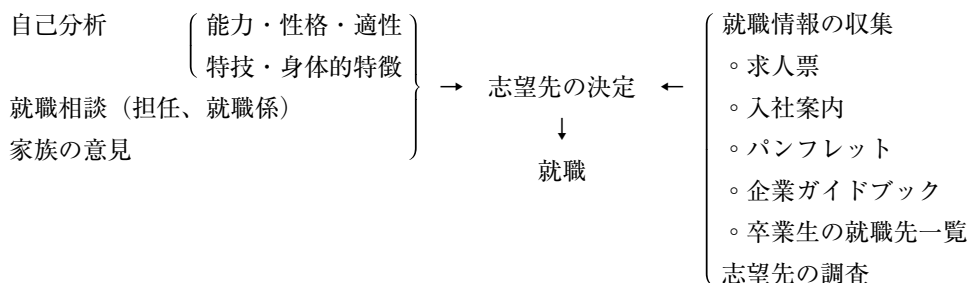 自己分析
能力・性格・適性
特技・身体的特徴
就職相談（担任、就職係）
家族の意見
→ 志望先の決定 ←
↓
就職
就職情報の収集
◦求人票
◦入社案内
◦パンフレット
◦企業ガイドブック
◦卒業生の就職先一覧
志望先の調査